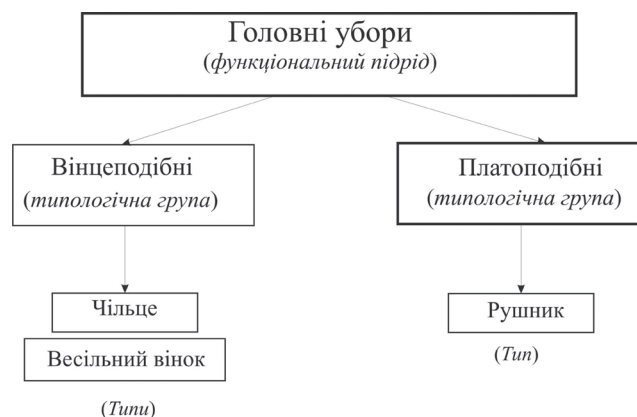 Головні убори
(функціональний підрід)
Вінцеподібні
(типологічна група)
Платоподібні
(типологічна група)
Чільце
Весільний вінок
(Типи)
Рушник
(Тип)